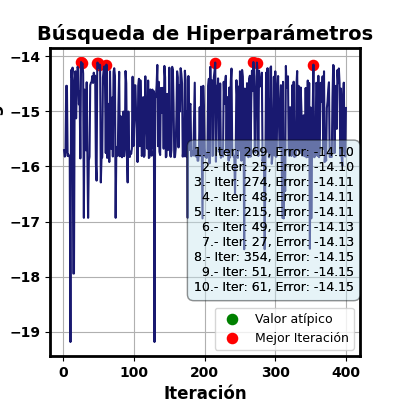 Búsqueda de Hiperparámetros
−14
−15
−16
−17
−18
−19
1.- Iter: 269, Error: -14.10
2.- Iter: 25, Error: -14.10
3.- Iter: 274, Error: -14.11
4.- Iter: 48, Error: -14.11
5.- Iter: 215, Error: -14.11
6.- Iter: 49, Error: -14.13
7.- Iter: 27, Error: -14.13
8.- Iter: 354, Error: -14.15
9.- Iter: 51, Error: -14.15
10.- Iter: 61, Error: -14.15
Valor atípico
Mejor Iteración
0 100 200 300 400
Iteración